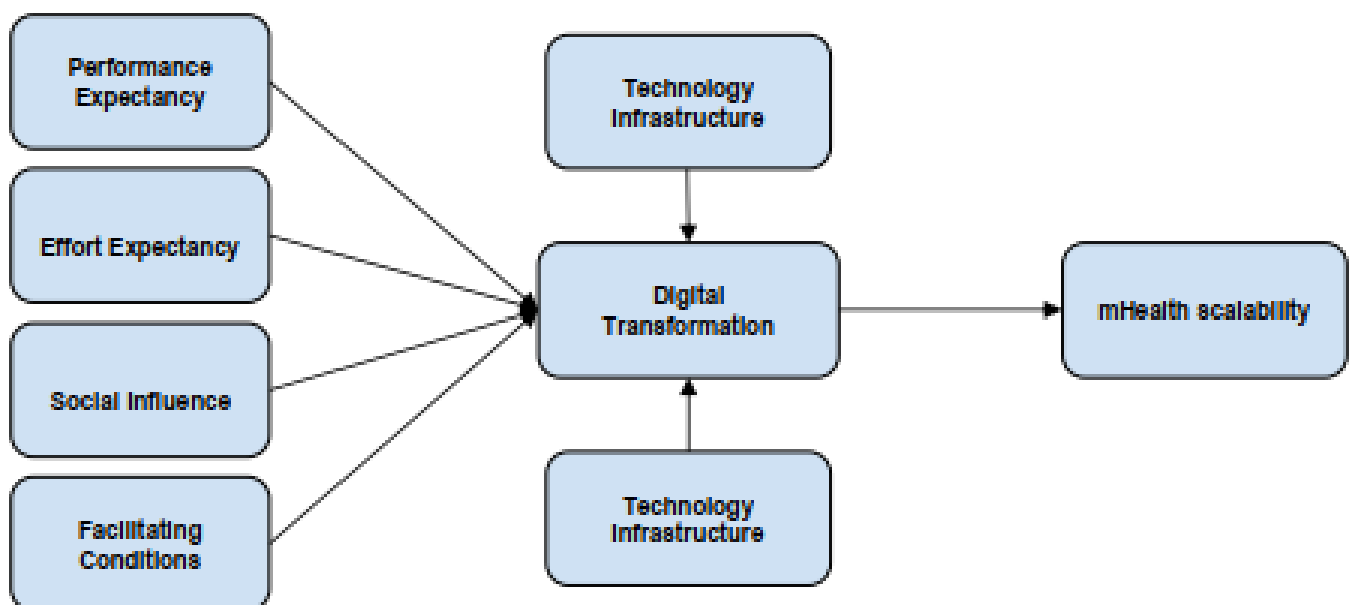 Performance
Expectancy
Effort Expectancy
Social Influence
Facilitating
Conditions
Technology
Infrastructure
Digital
Transformation
Technology
Infrastructure
mHealth scalability